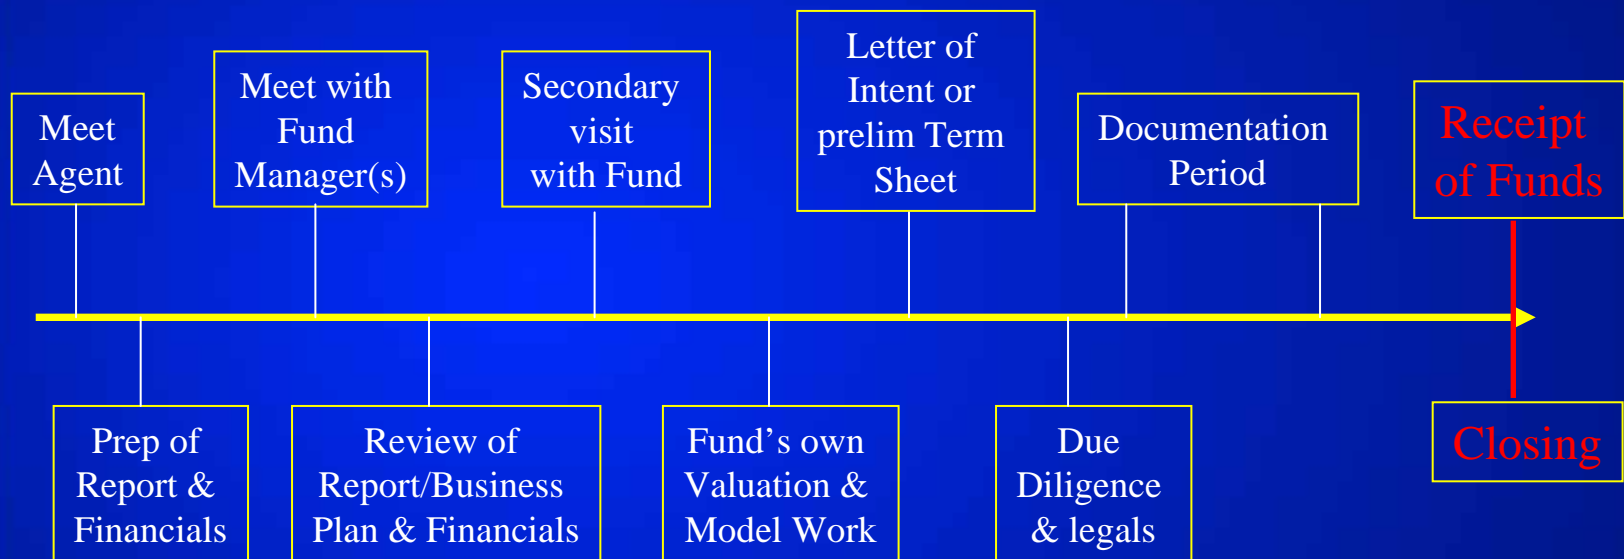 Meet
Agent
Meet with
Fund
Manager(s)
Secondary
visit
with Fund
Letter of
Intent or
prelim Term
Sheet
Documentation
Period
Receipt
of Funds
Prep of
Report &
Financials
Review of
Report/Business
Plan & Financials
Fund’s own
Valuation &
Model Work
Due
Diligence
& legals
Closing